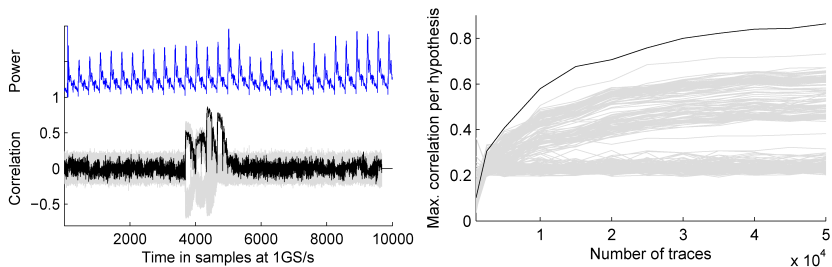 Power
1
0.5
0
−0.5
Correlation
2000 4000 6000 8000 10000
Time in samples at 1GS/s
Max. correlation per hypothesis
0.8
0.6
0.4
0.2
0
1 2 3 4 5
Number of traces
x 10^4